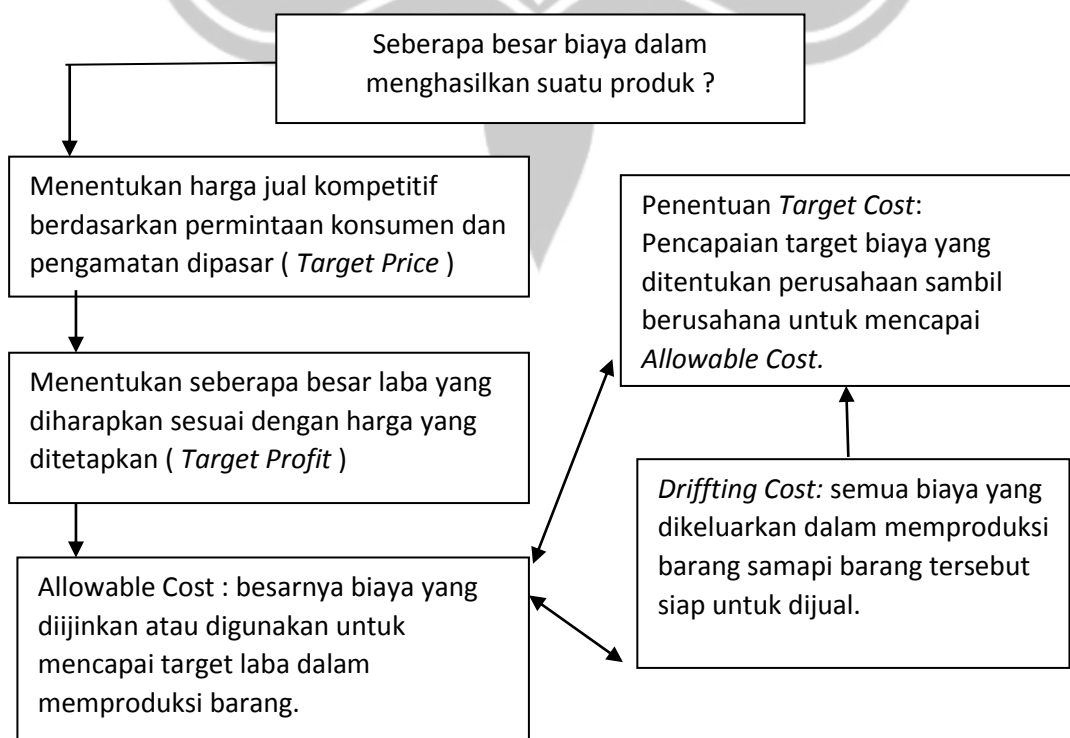 Seberapa besar biaya dalam
menghasilkan suatu produk ?
Menentukan harga jual kompetitif
berdasarkan permintaan konsumen dan
pengamatan dipasar ( Target Price )
Menentukan seberapa besar laba yang
diharapkan sesuai dengan harga yang
ditetapkan ( Target Profit )
Allowable Cost : besarnya biaya yang
diijinkan atau digunakan untuk
mencapai target laba dalam
memproduksi barang.
Penentuan Target Cost:
Pencapaian target biaya yang
ditentukan perusahaan sambil
berusahana untuk mencapai
Allowable Cost.
Driffting Cost: semua biaya yang
dikeluarkan dalam memproduksi
barang samapi barang tersebut
siap untuk dijual.